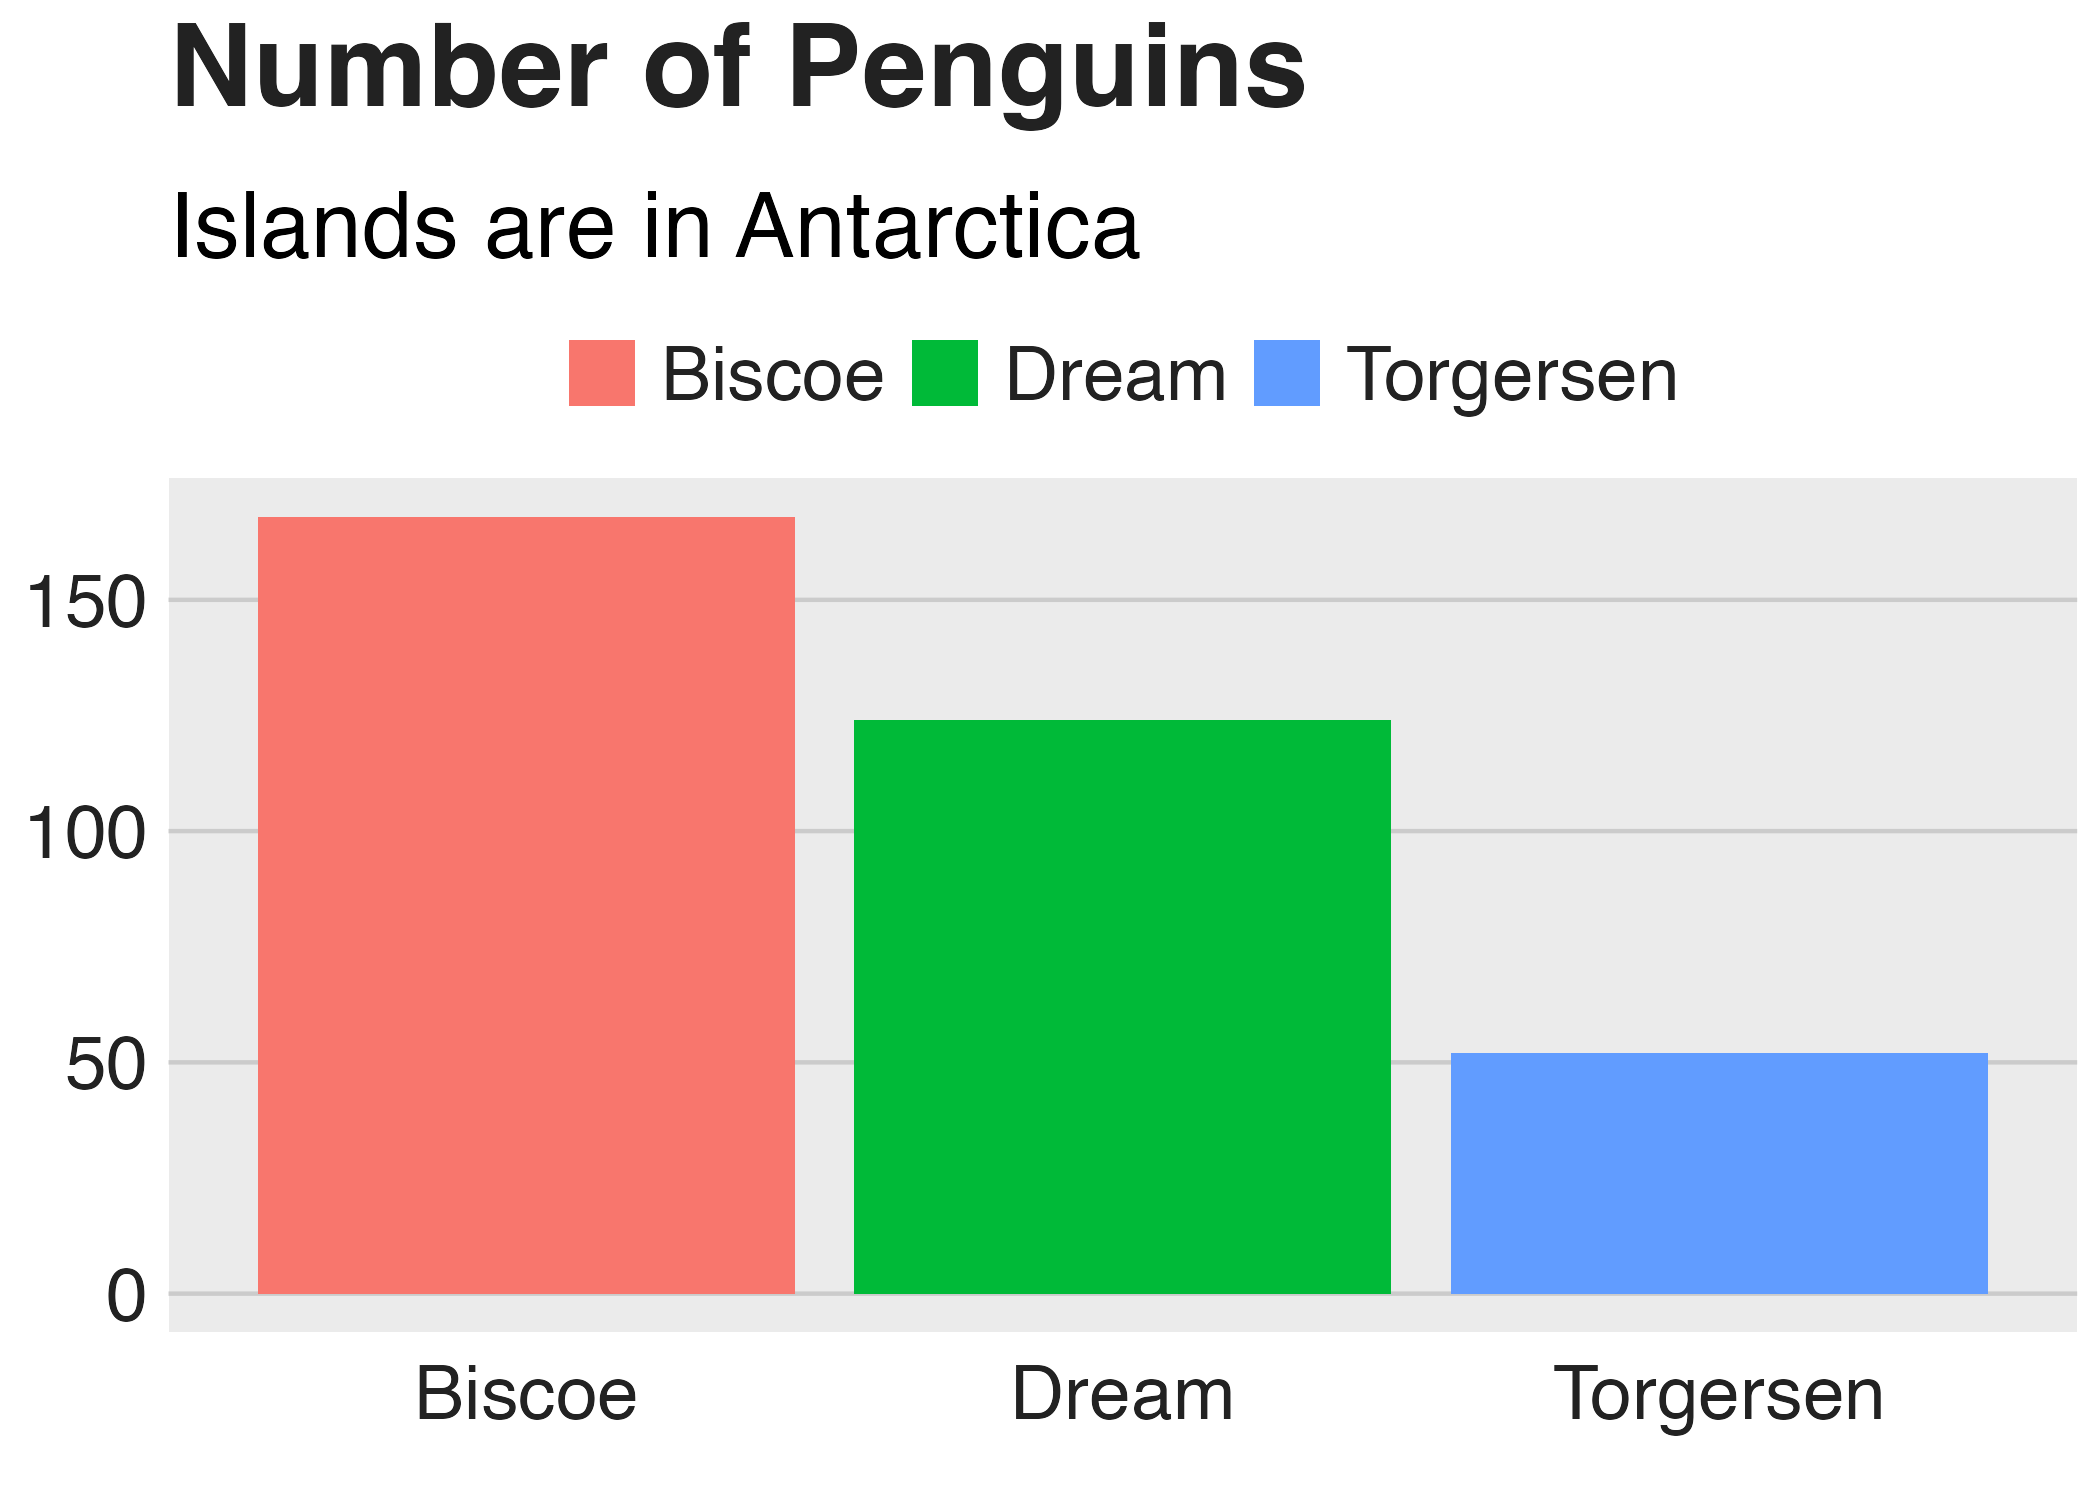 Number of Penguins
Islands are in Antarctica
Biscoe Dream Torgersen
150
100
50
0
Biscoe Dream Torgersen